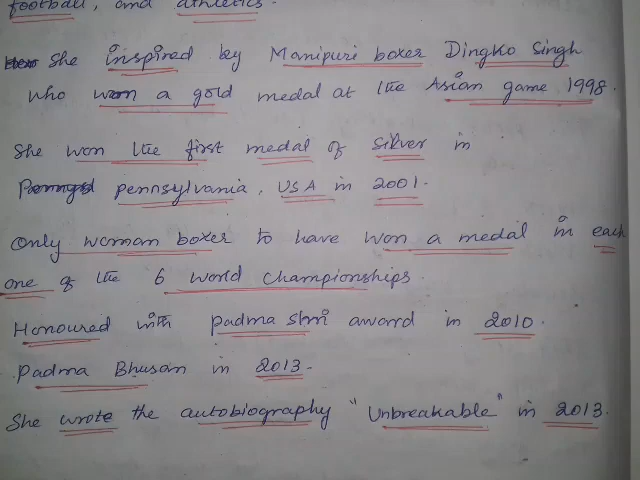 football, and athletics.
She inspired by Manipuri boxer Dingko Singh
who won a gold medal at the Asian game 1998.
She won the first medal of Silver in
pennsylvania, USA in 2001.
Only woman boxer to have won a medal in each
one of the 6 world championships.
Honoured with padma shri award in 2010.
Padma Bhusan in 2013.
She wrote the autobiography "Unbreakable" in 2013.